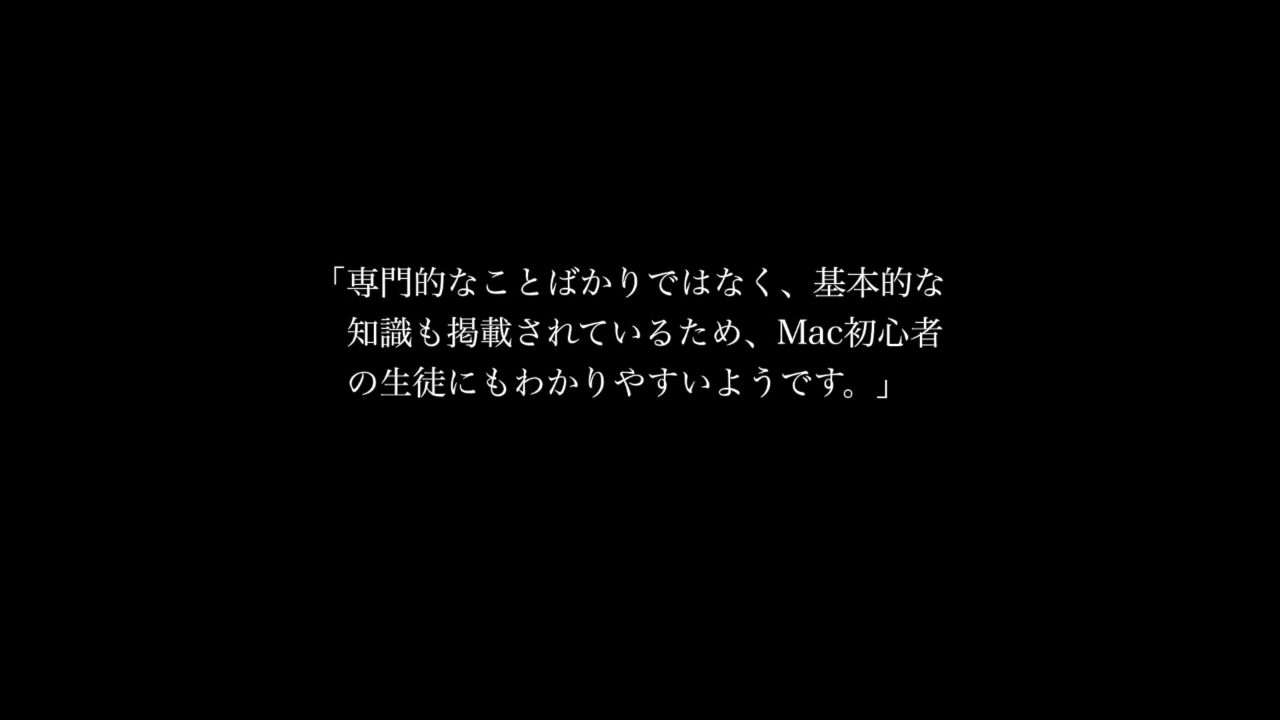 「専門的なことばかりではなく、基本的な
知識も掲載されているため、Mac初心者
の生徒にもわかりやすいようです。」